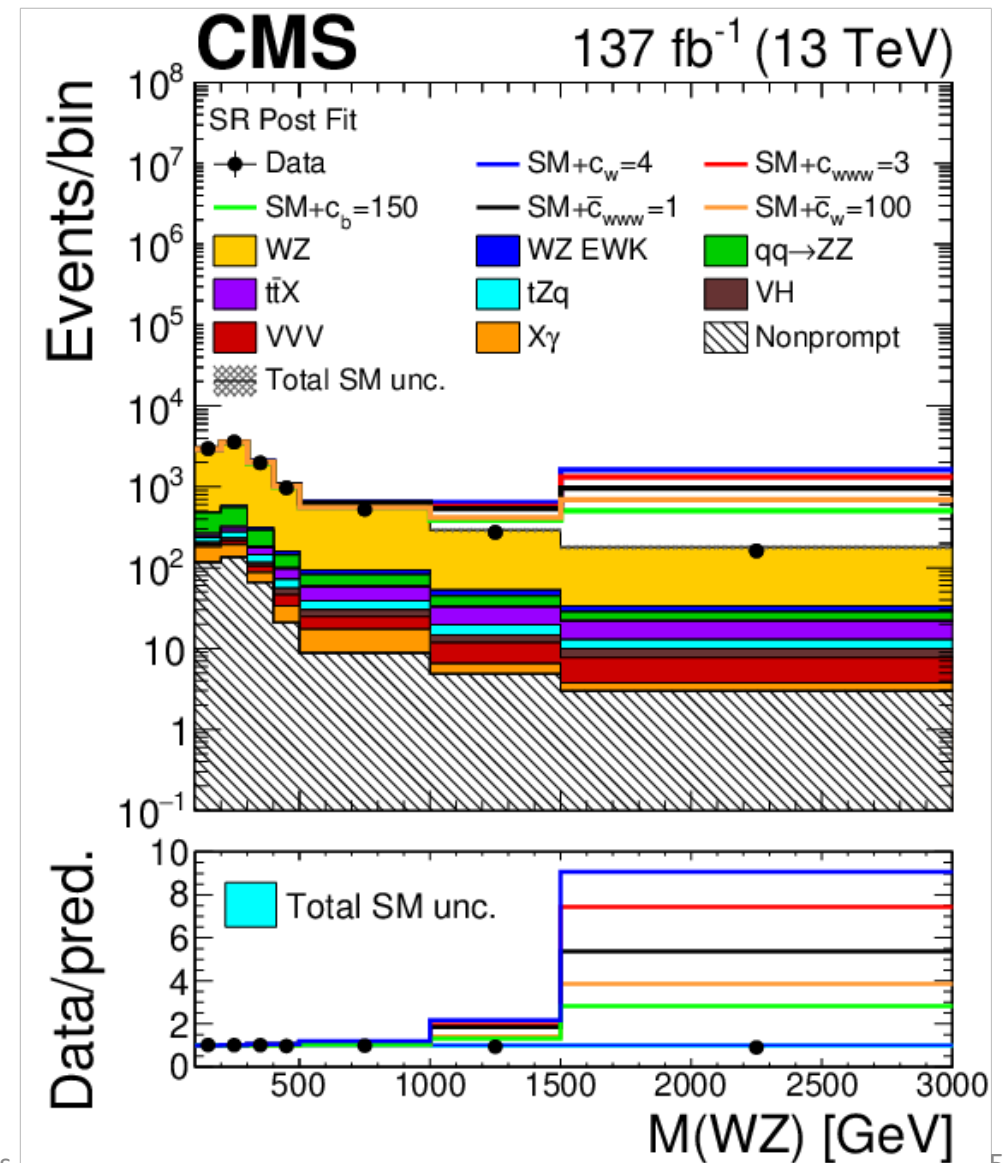 CMS 137 fb⁻¹ (13 TeV)
Events/bin
10⁸
10⁷
10⁶
10⁵
10⁴
10³
10²
10
1
10⁻¹
SR Post Fit
Data SM+c_w=4 SM+c_www=3
SM+c_b=150 SM+c̄_www=1 SM+c̄_w=100
WZ WZ EWK qq→ZZ
tt̄X tZq VH
VVV Xγ Nonprompt
Total SM unc.
Data/pred.
10
8
6
4
2
0
Total SM unc.
500 1000 1500 2000 2500 3000
M(WZ) [GeV]